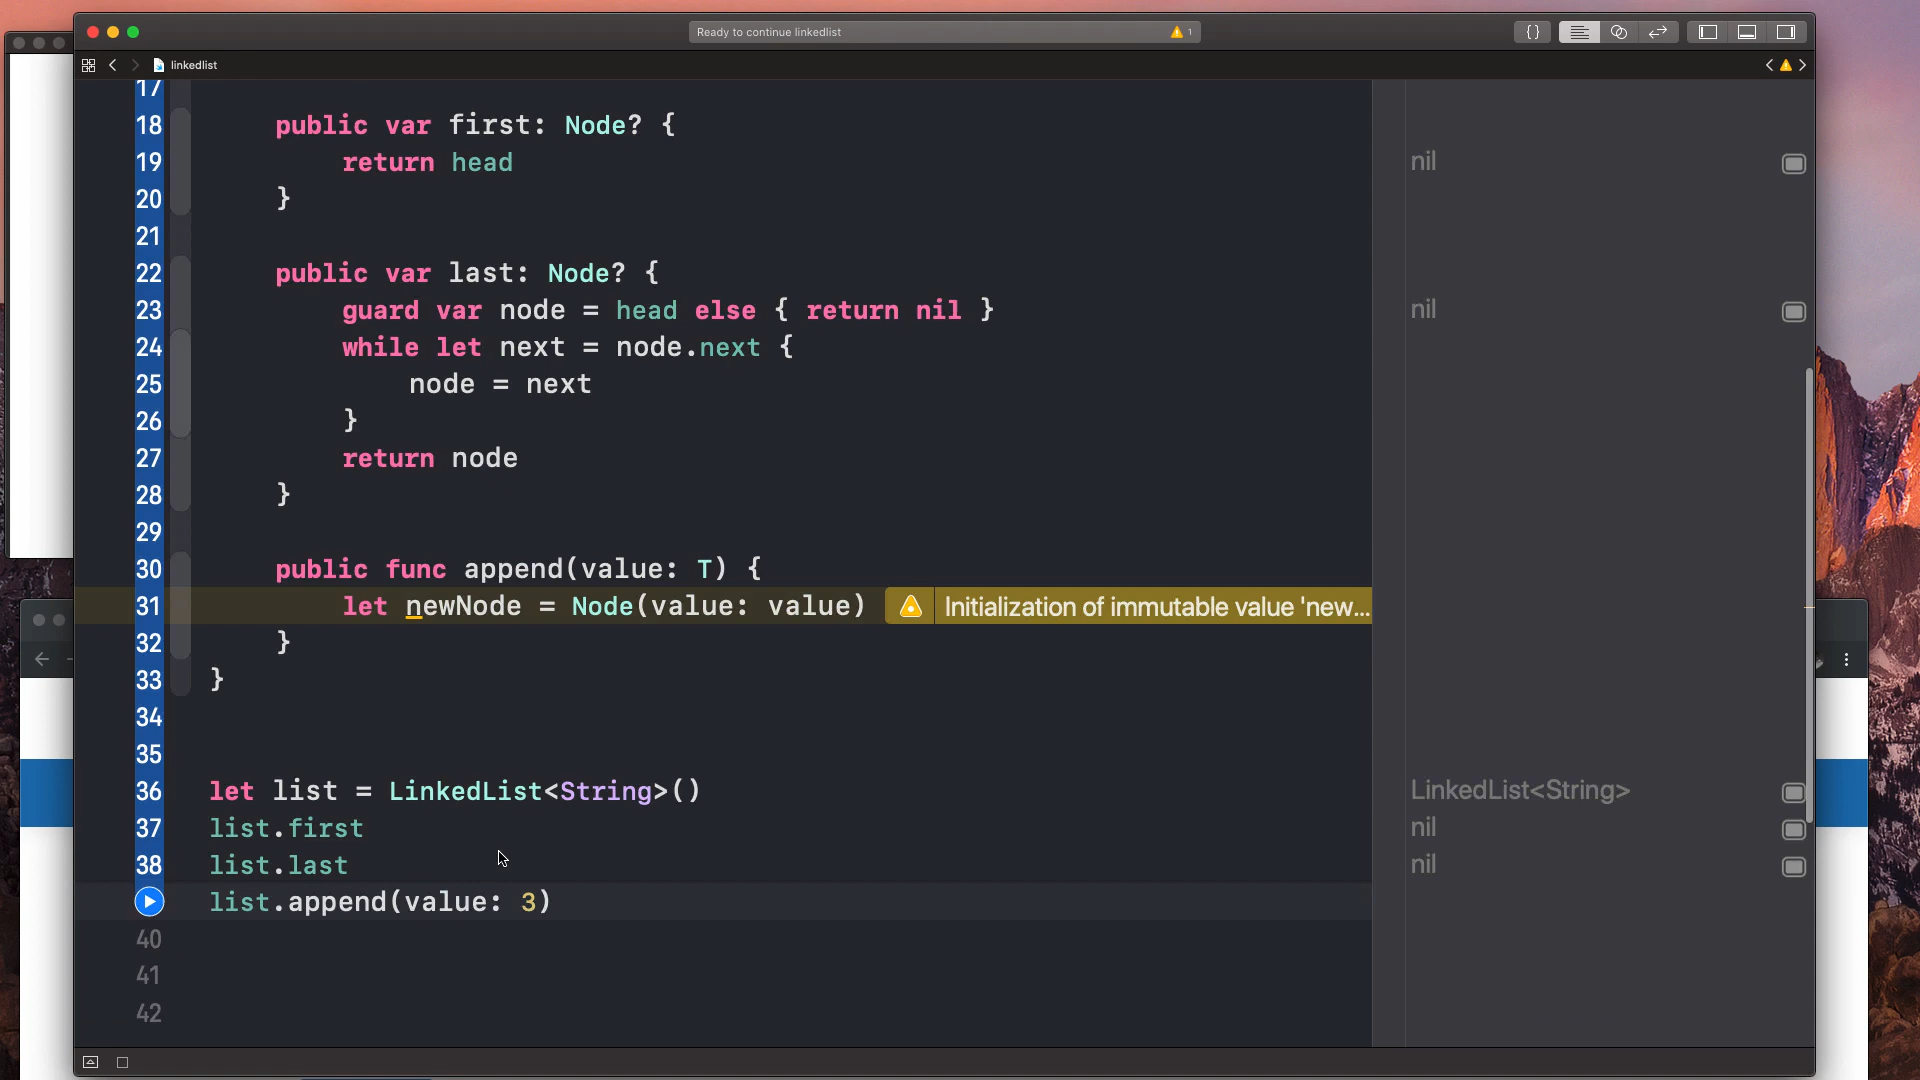 Ready to continue linkedlist
1
{}
linkedlist
17
18 public var first: Node? {
19 return head nil
20 }
21
22 public var last: Node? {
23 guard var node = head else { return nil } nil
24 while let next = node.next {
25 node = next
26 }
27 return node
28 }
29
30 public func append(value: T) {
31 let newNode = Node(value: value) Initialization of immutable value 'new...
32 }
33 }
34
35
36 let list = LinkedList<String>() LinkedList<String>
37 list.first nil
38 list.last nil
list.append(value: 3)
40
41
42